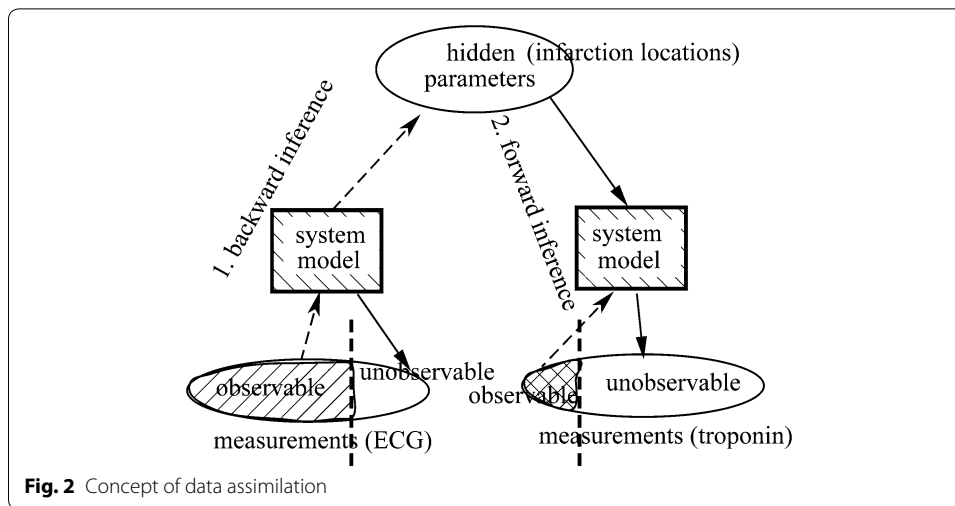 hidden (infarction locations)
parameters
1. backward inference
2. forward inference
system
model
system
model
observable
unobservable
measurements (ECG)
observable
unobservable
measurements (troponin)
Fig. 2 Concept of data assimilation